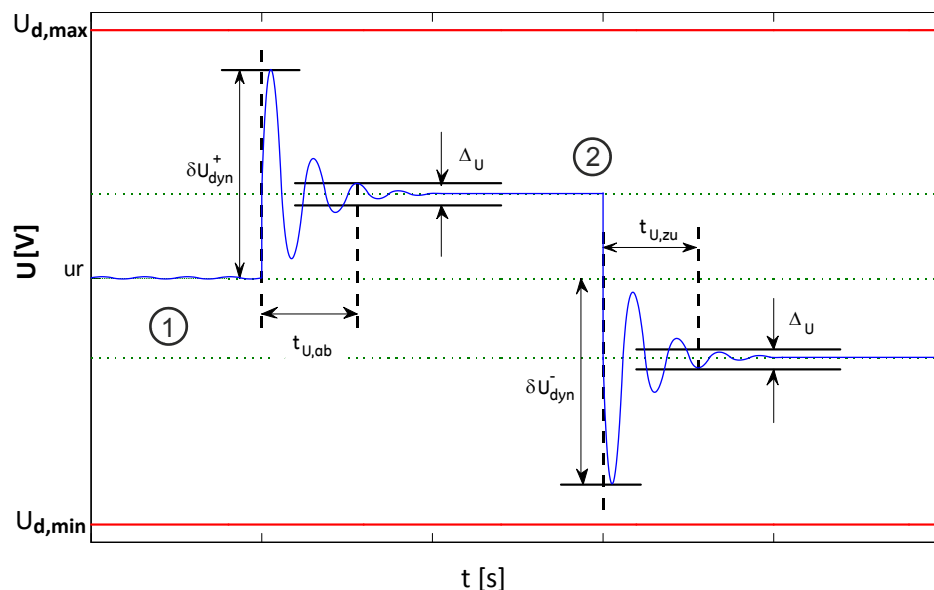 U_d,max
δU⁺_dyn
Δ_U
2
t_U,zu
U[V]
ur
1
t_U,ab
Δ_U
δU⁻_dyn
U_d,min
t [s]